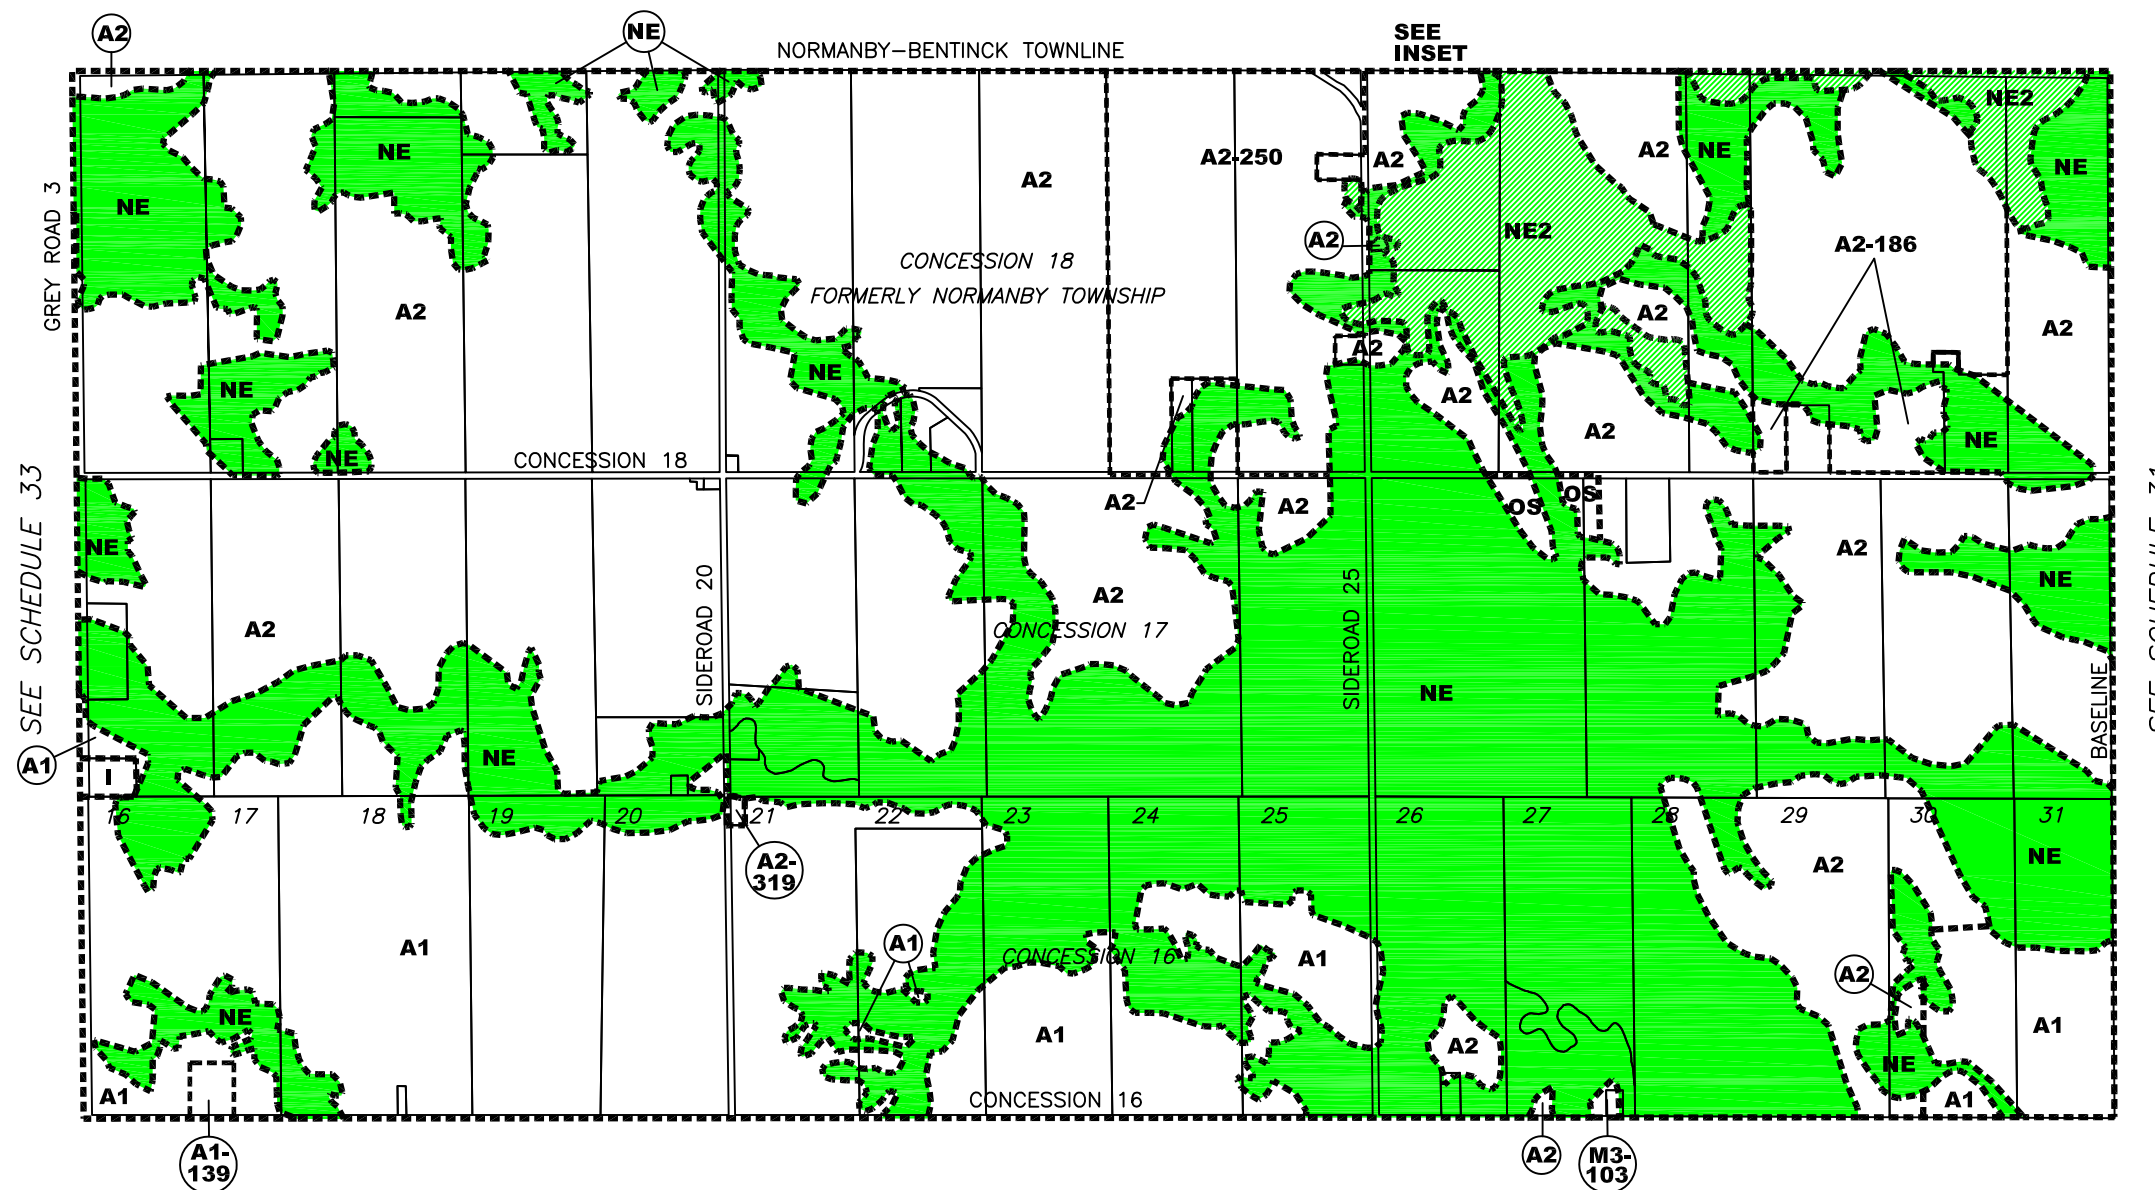 A2
NE
NORMANBY-BENTINCK TOWNLINE
SEE
INSET
GREY ROAD 3
NE
NE
A2
A2
CONCESSION 18
FORMERLY NORMANBY TOWNSHIP
A2-250
A2
A2
A2
NE
NE2
NE
NE2
A2-186
A2
A2
A2
NE
NE
NE
CONCESSION 18
A2
A2
A2
NE
SEE SCHEDULE 33
NE
A2
SIDEROAD 20
A2
A2
A2
CONCESSION 17
SIDEROAD 25
OS
OS
A2
NE
NE
BASELINE
A1
I
NE
16
17
18
19
20
21
22
23
24
25
26
27
28
29
30
31
A2-
319
A2
NE
A1
A1
CONCESSION 16
A1
A2
NE
A1
A2
A1
NE
A1
CONCESSION 16
A1
A1-
139
A2
M3-
103